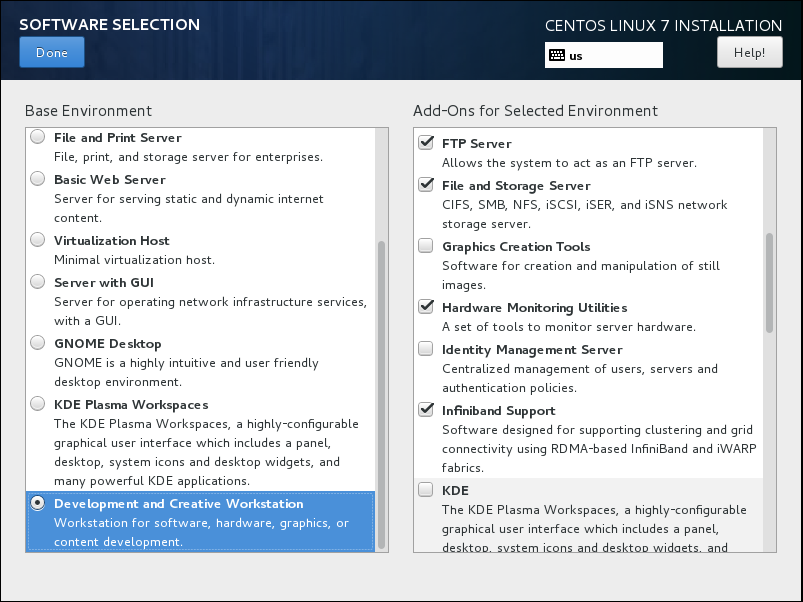 SOFTWARE SELECTION
CENTOS LINUX 7 INSTALLATION
Done
us
Help!
Base Environment
File and Print Server
File, print, and storage server for enterprises.
Basic Web Server
Server for serving static and dynamic internet
content.
Virtualization Host
Minimal virtualization host.
Server with GUI
Server for operating network infrastructure services,
with a GUI.
GNOME Desktop
GNOME is a highly intuitive and user friendly
desktop environment.
KDE Plasma Workspaces
The KDE Plasma Workspaces, a highly-configurable
graphical user interface which includes a panel,
desktop, system icons and desktop widgets, and
many powerful KDE applications.
Development and Creative Workstation
Workstation for software, hardware, graphics, or
content development.
Add-Ons for Selected Environment
FTP Server
Allows the system to act as an FTP server.
File and Storage Server
CIFS, SMB, NFS, iSCSI, iSER, and iSNS network
storage server.
Graphics Creation Tools
Software for creation and manipulation of still
images.
Hardware Monitoring Utilities
A set of tools to monitor server hardware.
Identity Management Server
Centralized management of users, servers and
authentication policies.
Infiniband Support
Software designed for supporting clustering and grid
connectivity using RDMA-based InfiniBand and iWARP
fabrics.
KDE
The KDE Plasma Workspaces, a highly-configurable
graphical user interface which includes a panel,
desktop, system icons and desktop widgets, and